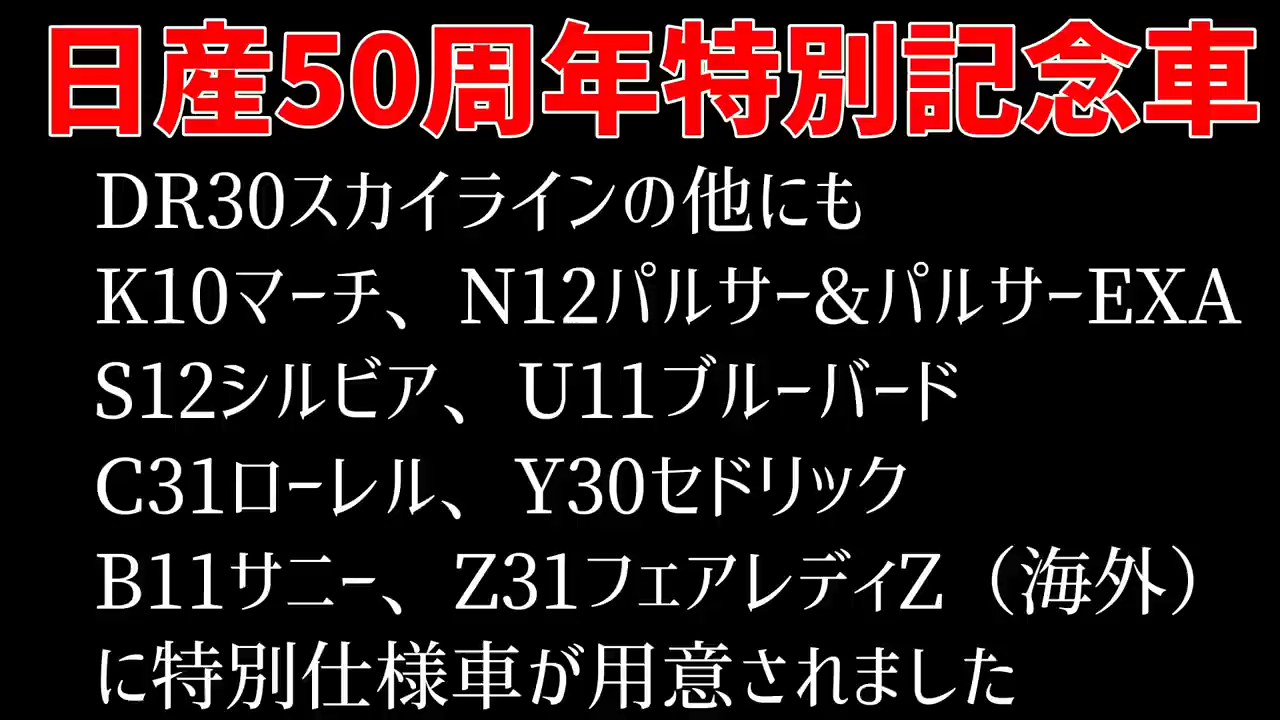 日産50周年特別記念車
DR30スカイラインの他にも
K10マーチ、N12パルサー&パルサーEXA
S12シルビア、U11ブルーバード
C31ローレル、Y30セドリック
B11サニー、Z31フェアレディZ（海外）
に特別仕様車が用意されました